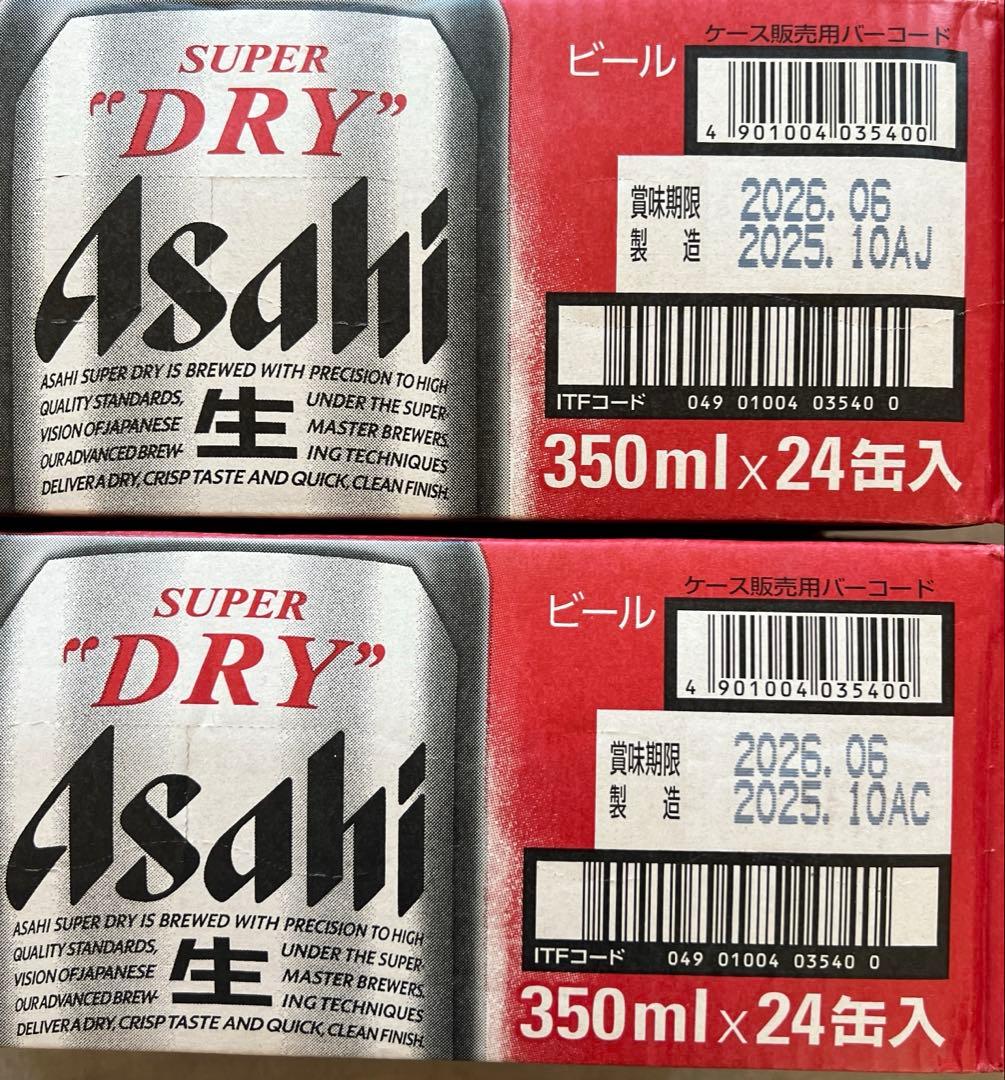 SUPER
“DRY”
Asahi
ASAHI SUPER DRY IS BREWED WITH PRECISION TO HIGH
QUALITY STANDARDS, UNDER THE SUPER-
VISION OF JAPANESE 生 MASTER BREWERS.
OUR ADVANCED BREW- ING TECHNIQUES
DELIVER A DRY, CRISP TASTE AND QUICK, CLEAN FINISH.
ビール
ケース販売用バーコード
4 901004 035400
賞味期限 2026. 06
製造 2025. 10AJ
ITFコード 049 01004 03540 0
350ml×24缶入
SUPER
“DRY”
Asahi
ASAHI SUPER DRY IS BREWED WITH PRECISION TO HIGH
QUALITY STANDARDS, UNDER THE SUPER-
VISION OF JAPANESE 生 MASTER BREWERS.
OUR ADVANCED BREW- ING TECHNIQUES
DELIVER A DRY, CRISP TASTE AND QUICK, CLEAN FINISH.
ビール
ケース販売用バーコード
4 901004 035400
賞味期限 2026. 06
製造 2025. 10AC
ITFコード 049 01004 03540 0
350ml×24缶入